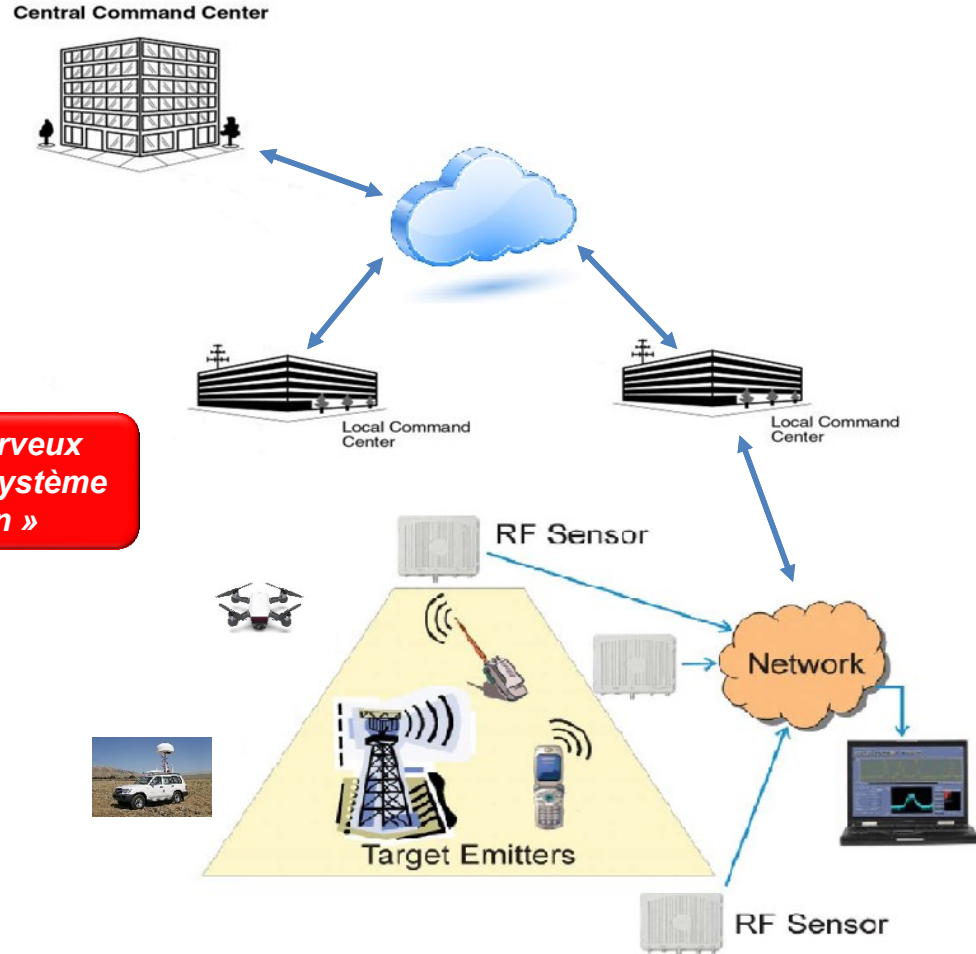 Central Command Center
Local Command
Center
Local Command
Center
rveux
ystème
n »
RF Sensor
Network
Target Emitters
RF Sensor